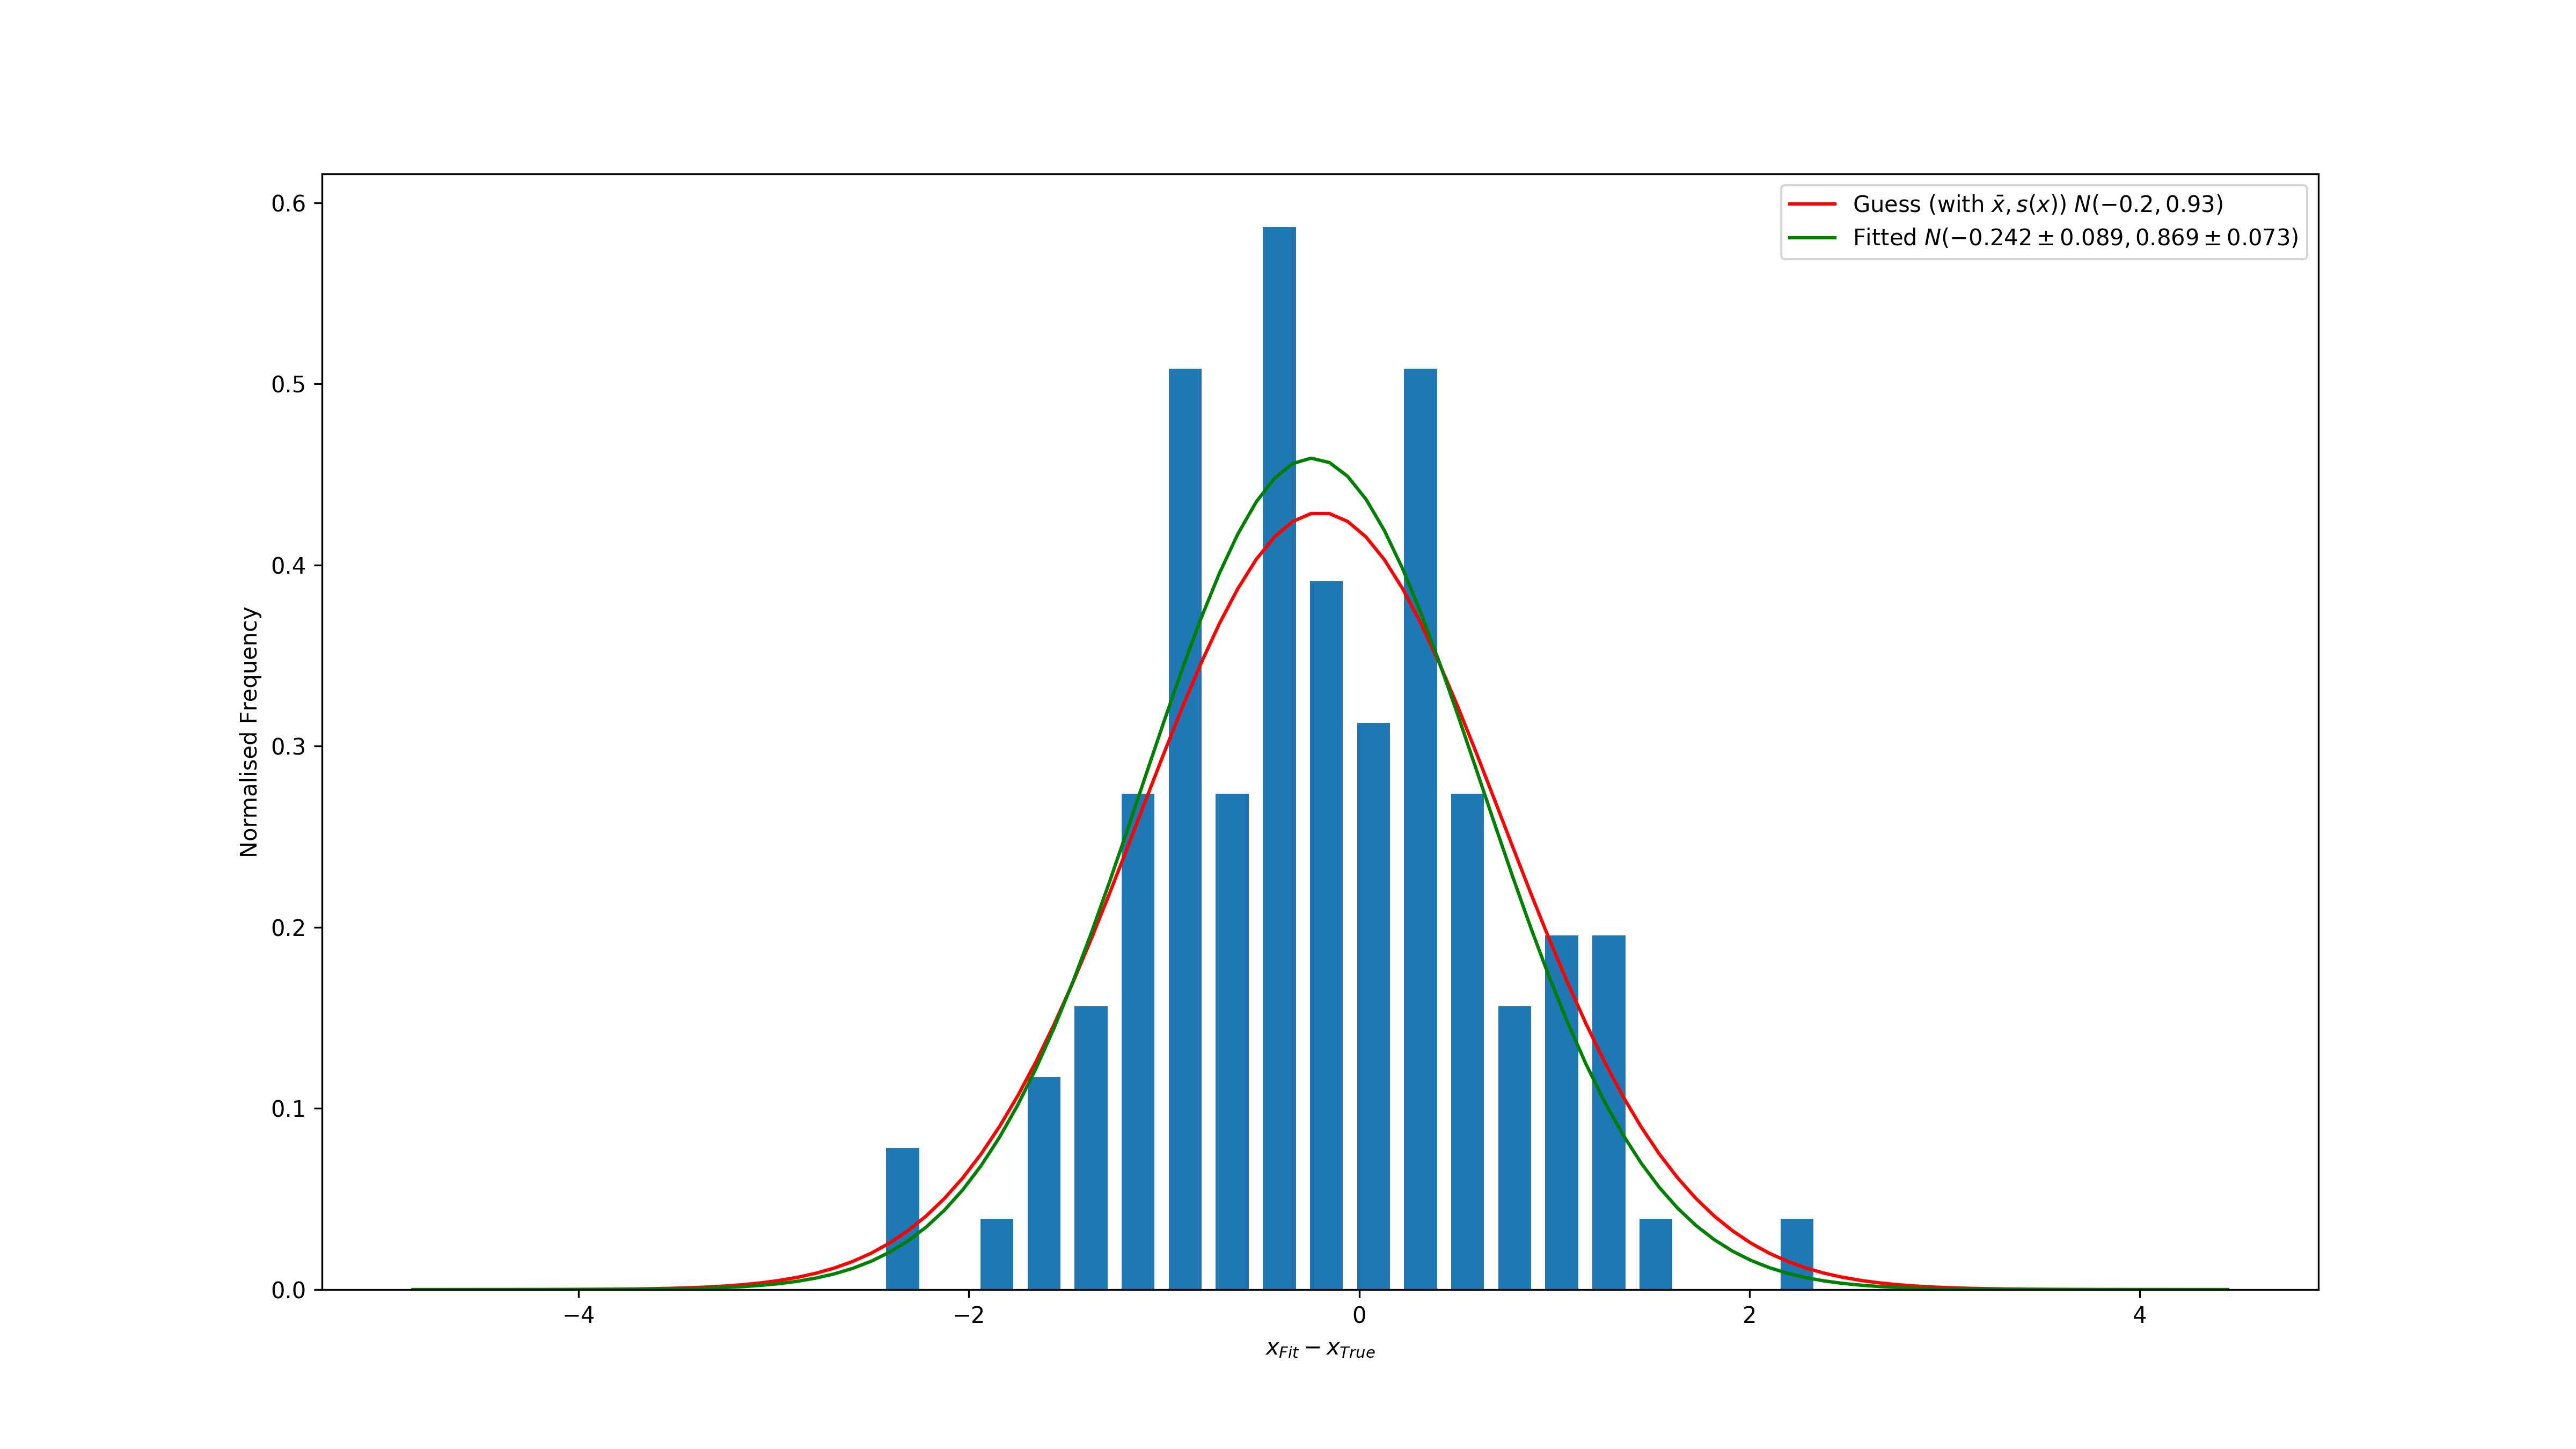 Guess (with x̄, s(x)) N(−0.2, 0.93)
Fitted N(−0.242 ± 0.089, 0.869 ± 0.073)
0.6
0.5
0.4
0.3
0.2
0.1
0.0
Normalised Frequency
−4 −2 0 2 4
x_Fit − x_True